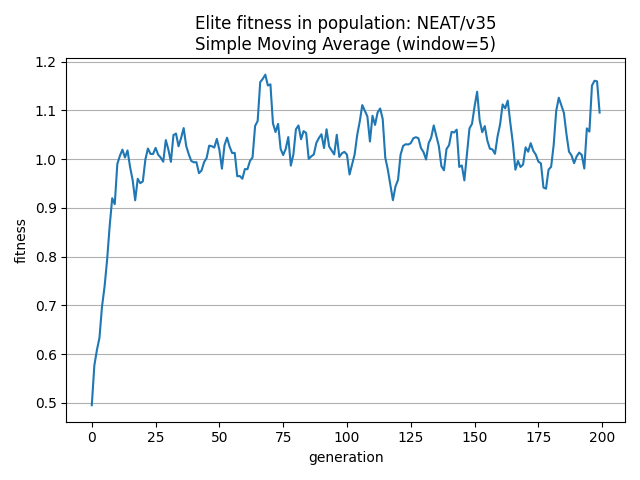 Elite fitness in population: NEAT/v35
Simple Moving Average (window=5)
1.2
1.1
1.0
0.9
0.8
0.7
0.6
0.5
fitness
0 25 50 75 100 125 150 175 200
generation